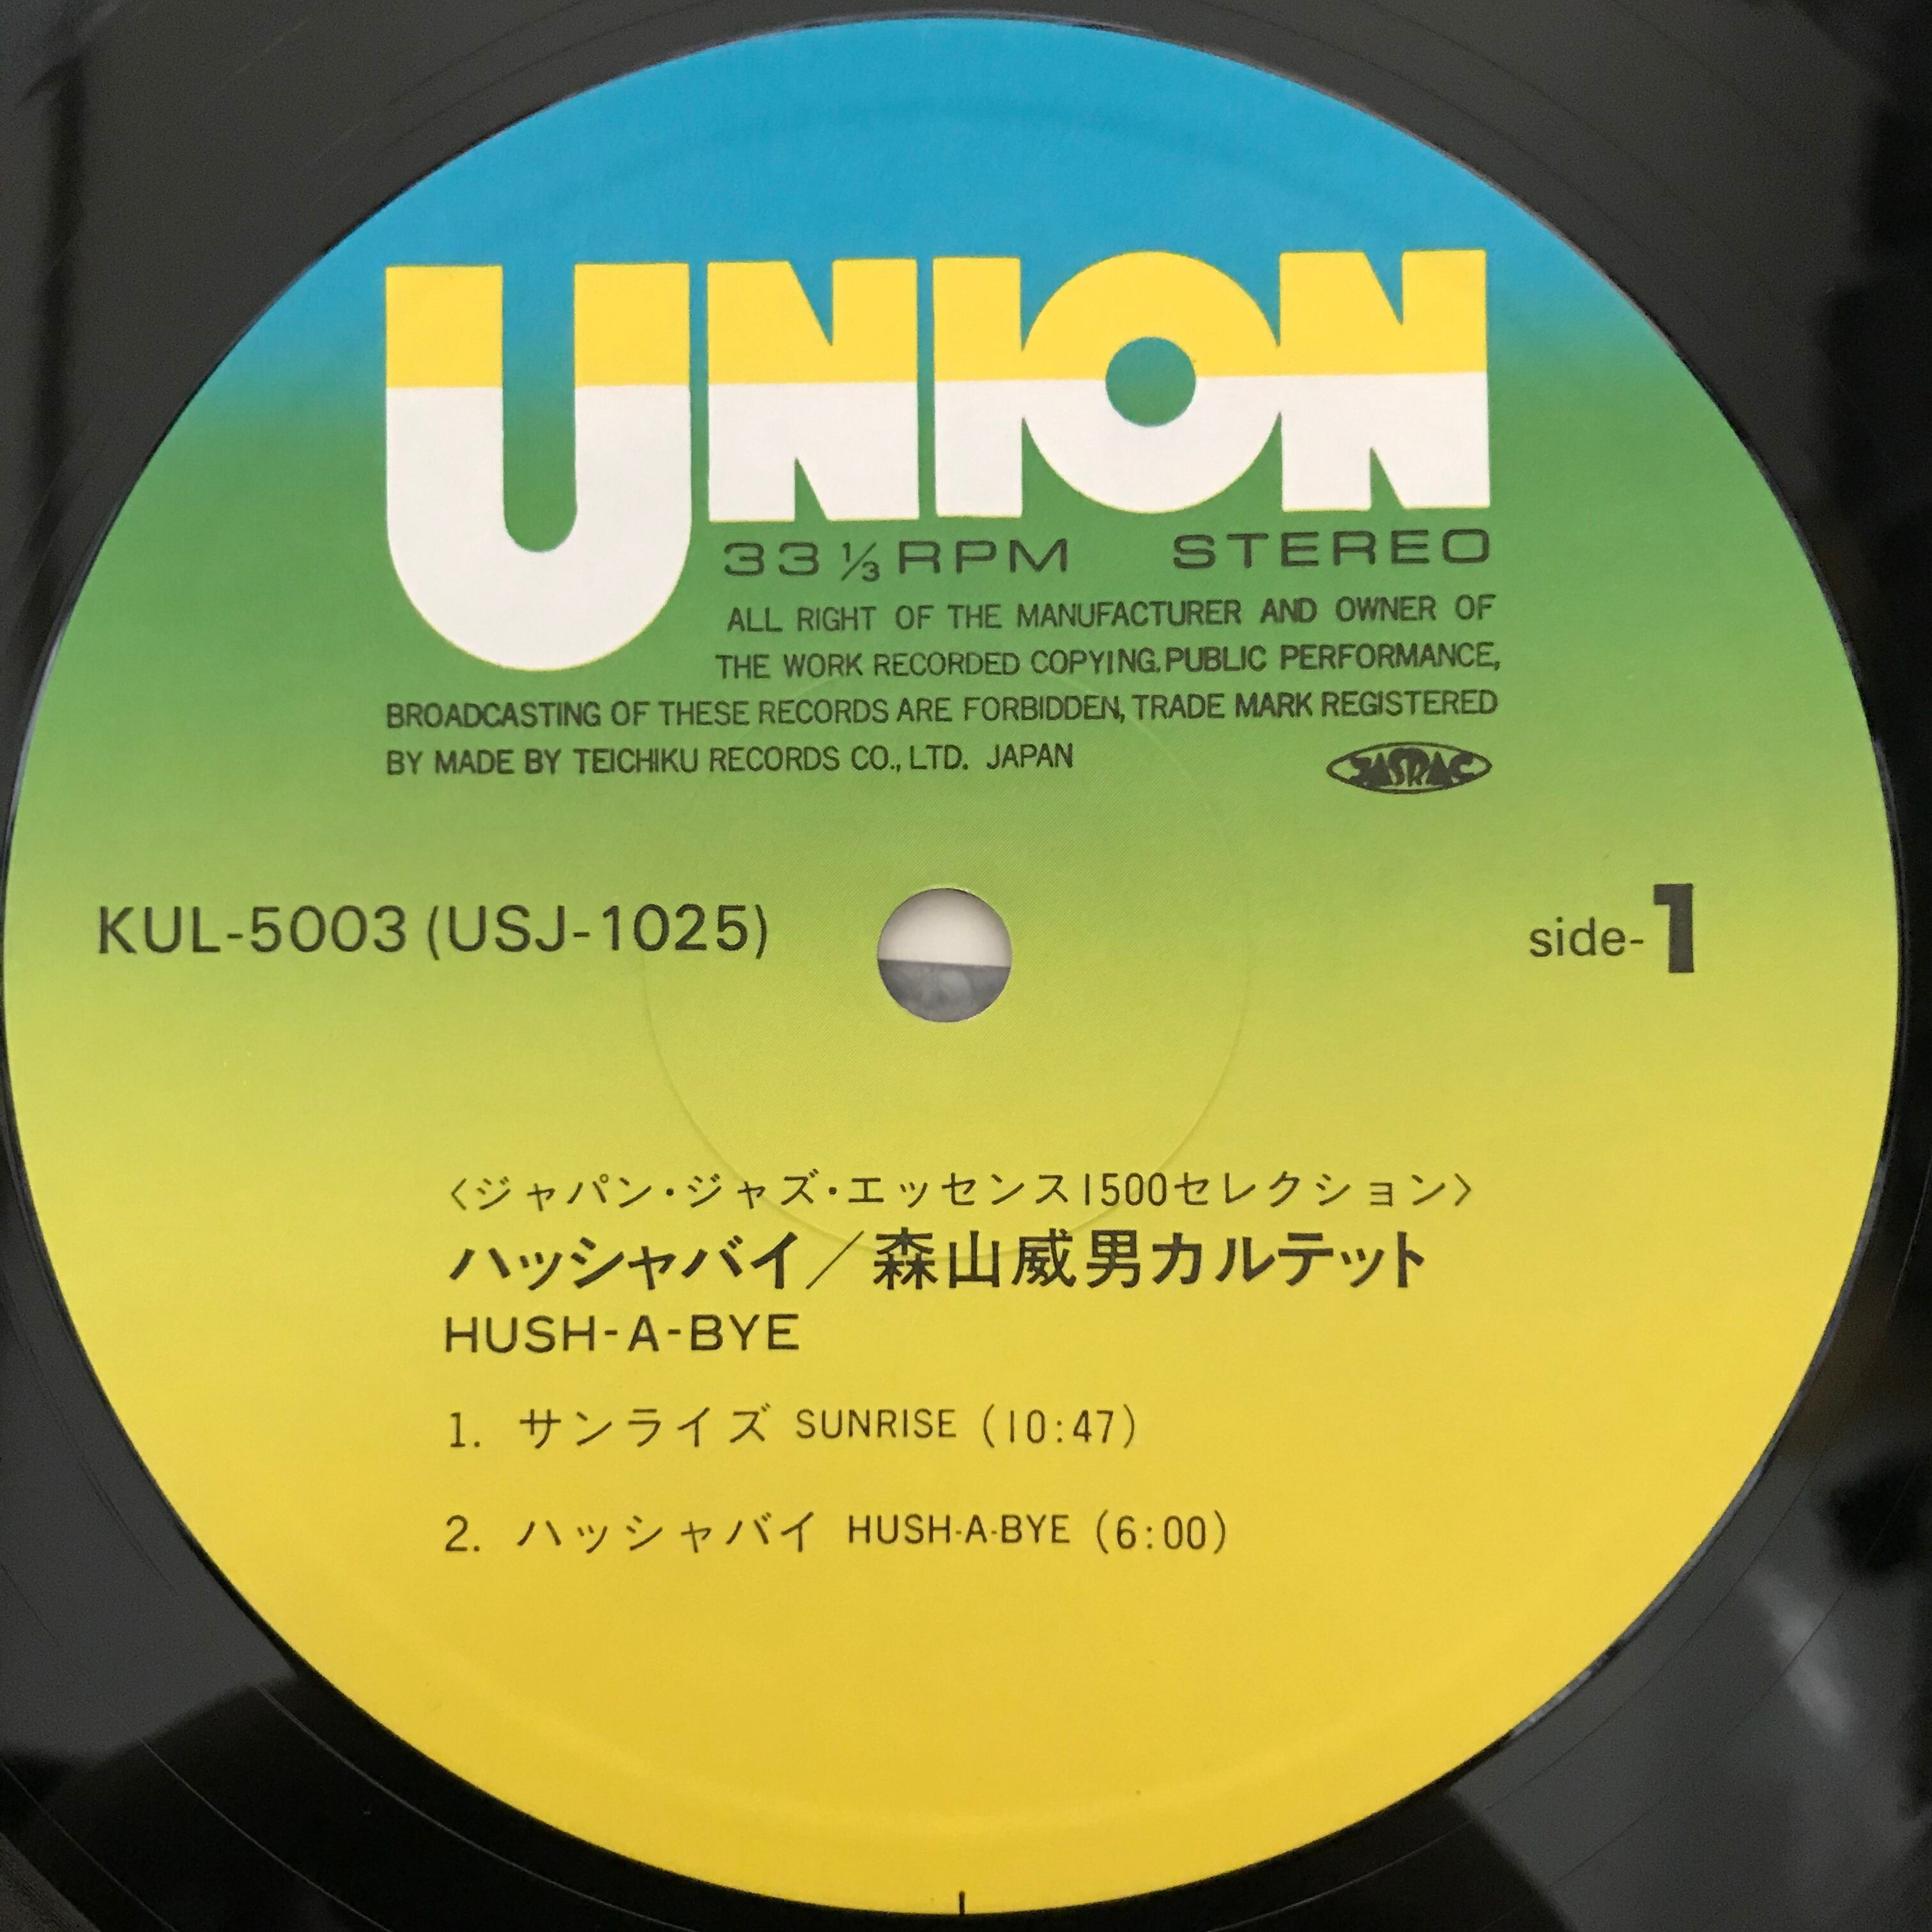 UNION
33 1/3 RPM STEREO
ALL RIGHT OF THE MANUFACTURER AND OWNER OF
THE WORK RECORDED COPYING, PUBLIC PERFORMANCE,
BROADCASTING OF THESE RECORDS ARE FORBIDDEN, TRADE MARK REGISTERED
BY MADE BY TEICHIKU RECORDS CO., LTD. JAPAN
JASRAC
KUL-5003 (USJ-1025)
side-1
〈ジャパン・ジャズ・エッセンス1500セレクション〉
ハッシャバイ／森山威男カルテット
HUSH-A-BYE
1. サンライズ SUNRISE (10:47)
2. ハッシャバイ HUSH-A-BYE (6:00)